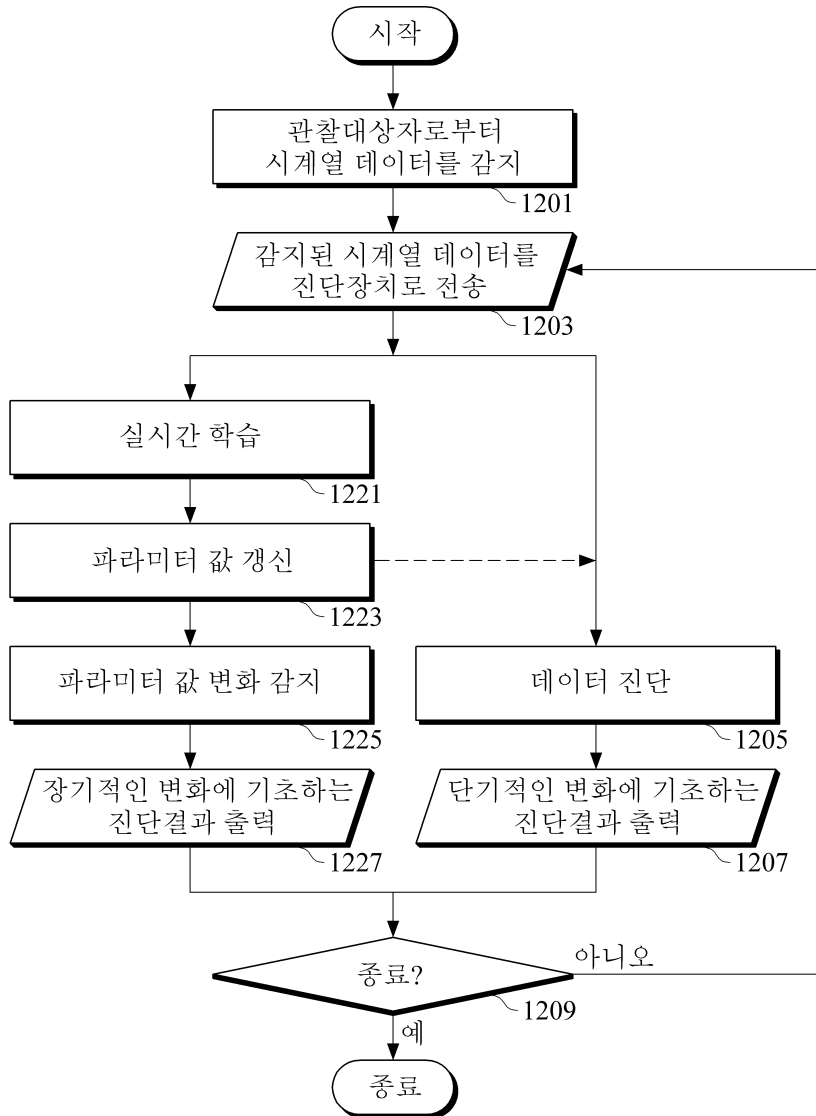 시작
관찰대상자로부터
시계열 데이터를 감지
1201
감지된 시계열 데이터를
진단장치로 전송
1203
실시간 학습
1221
파라미터 값 갱신
1223
파라미터 값 변화 감지
1225
데이터 진단
1205
장기적인 변화에 기초하는
진단결과 출력
1227
단기적인 변화에 기초하는
진단결과 출력
1207
종료?
아니오
1209
예
종료